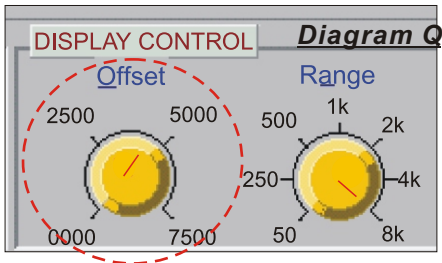 DISPLAY CONTROL
Diagram Q
Offset
Range
2500
5000
0000
7500
50
250
500
1k
2k
4k
8k